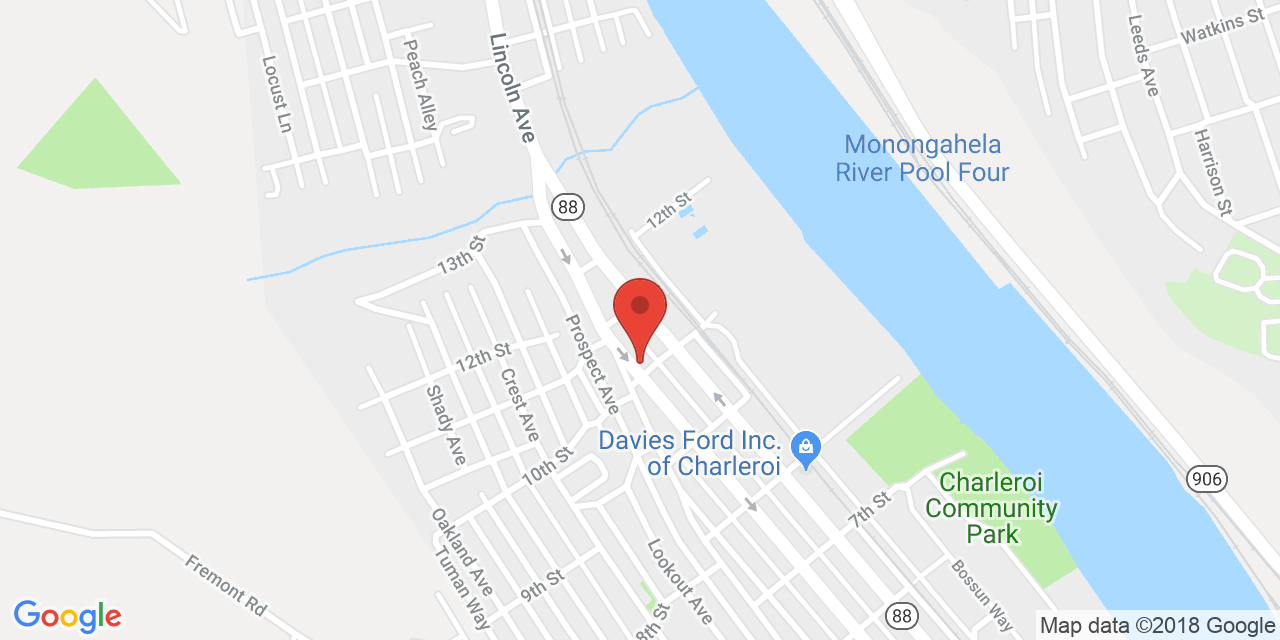 Watkins St
Leeds Ave
Lincoln Ave
Peach Alley
Locust Ln
Monongahela
River Pool Four
Harrison St
88
12th St
13th St
Prospect Ave
12th St
Crest Ave
Shady Ave
Davies Ford Inc.
of Charleroi
10th St
906
Charleroi
Community
Park
7th St
Oakland Ave
Tuman Way
Fremont Rd
9th St
Lookout Ave
Bossun Way
8th St
88
Google
Map data ©2018 Google